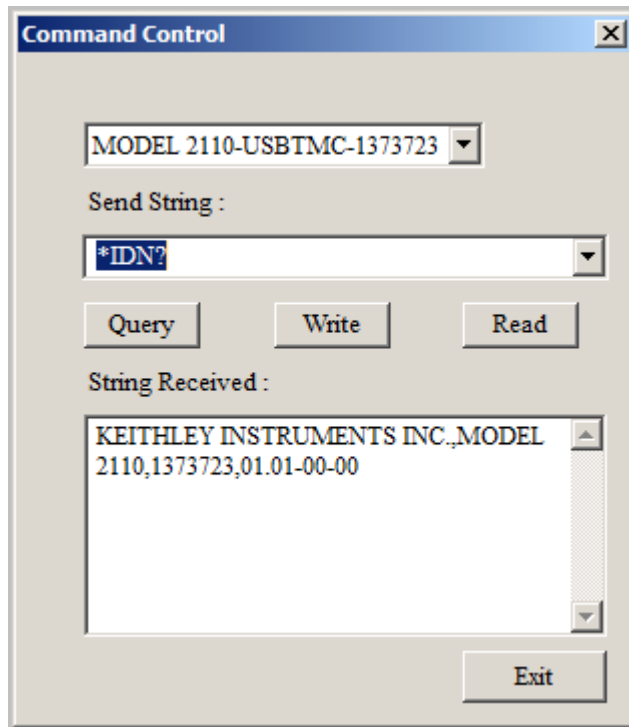 Command Control
MODEL 2110-USBTMC-1373723
Send String :
*IDN?
Query Write Read
String Received :
KEITHLEY INSTRUMENTS INC.,MODEL
2110,1373723,01.01-00-00
Exit